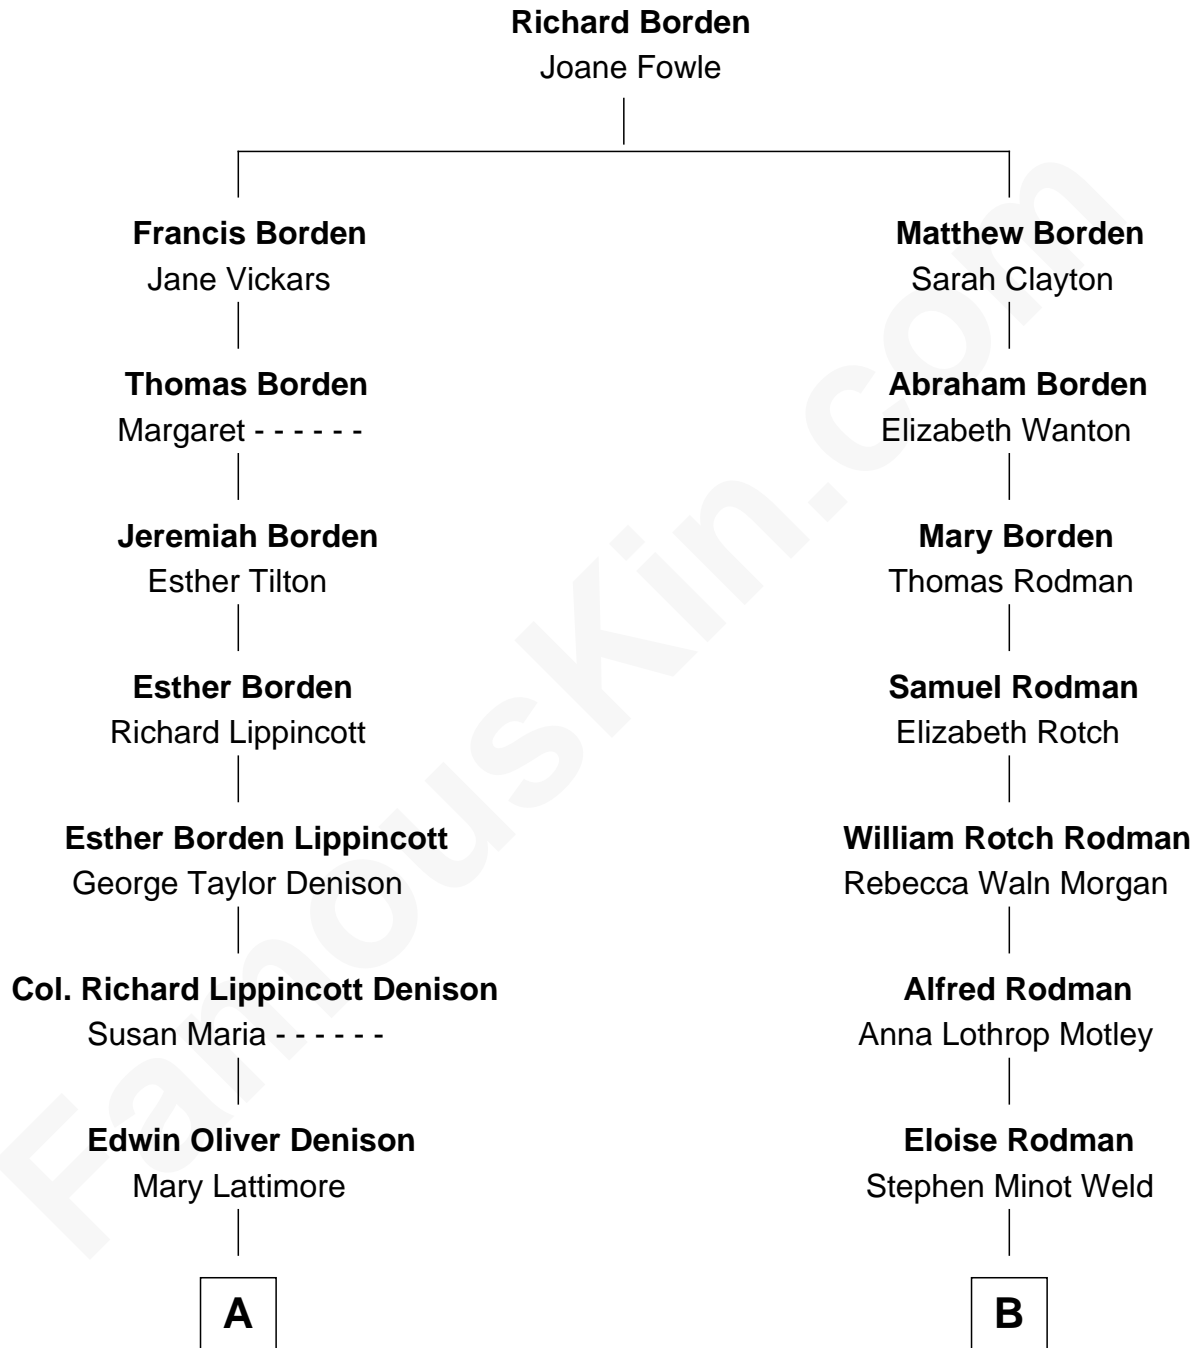 Richard Borden
Joane Fowle
Francis Borden
Jane Vickars
Thomas Borden
Margaret - - - - - -
Jeremiah Borden
Esther Tilton
Esther Borden
Richard Lippincott
Esther Borden Lippincott
George Taylor Denison
Col. Richard Lippincott Denison
Susan Maria - - - - - -
Edwin Oliver Denison
Mary Lattimore
A
Matthew Borden
Sarah Clayton
Abraham Borden
Elizabeth Wanton
Mary Borden
Thomas Rodman
Samuel Rodman
Elizabeth Rotch
William Rotch Rodman
Rebecca Waln Morgan
Alfred Rodman
Anna Lothrop Motley
Eloise Rodman
Stephen Minot Weld
B
FamousKin.com